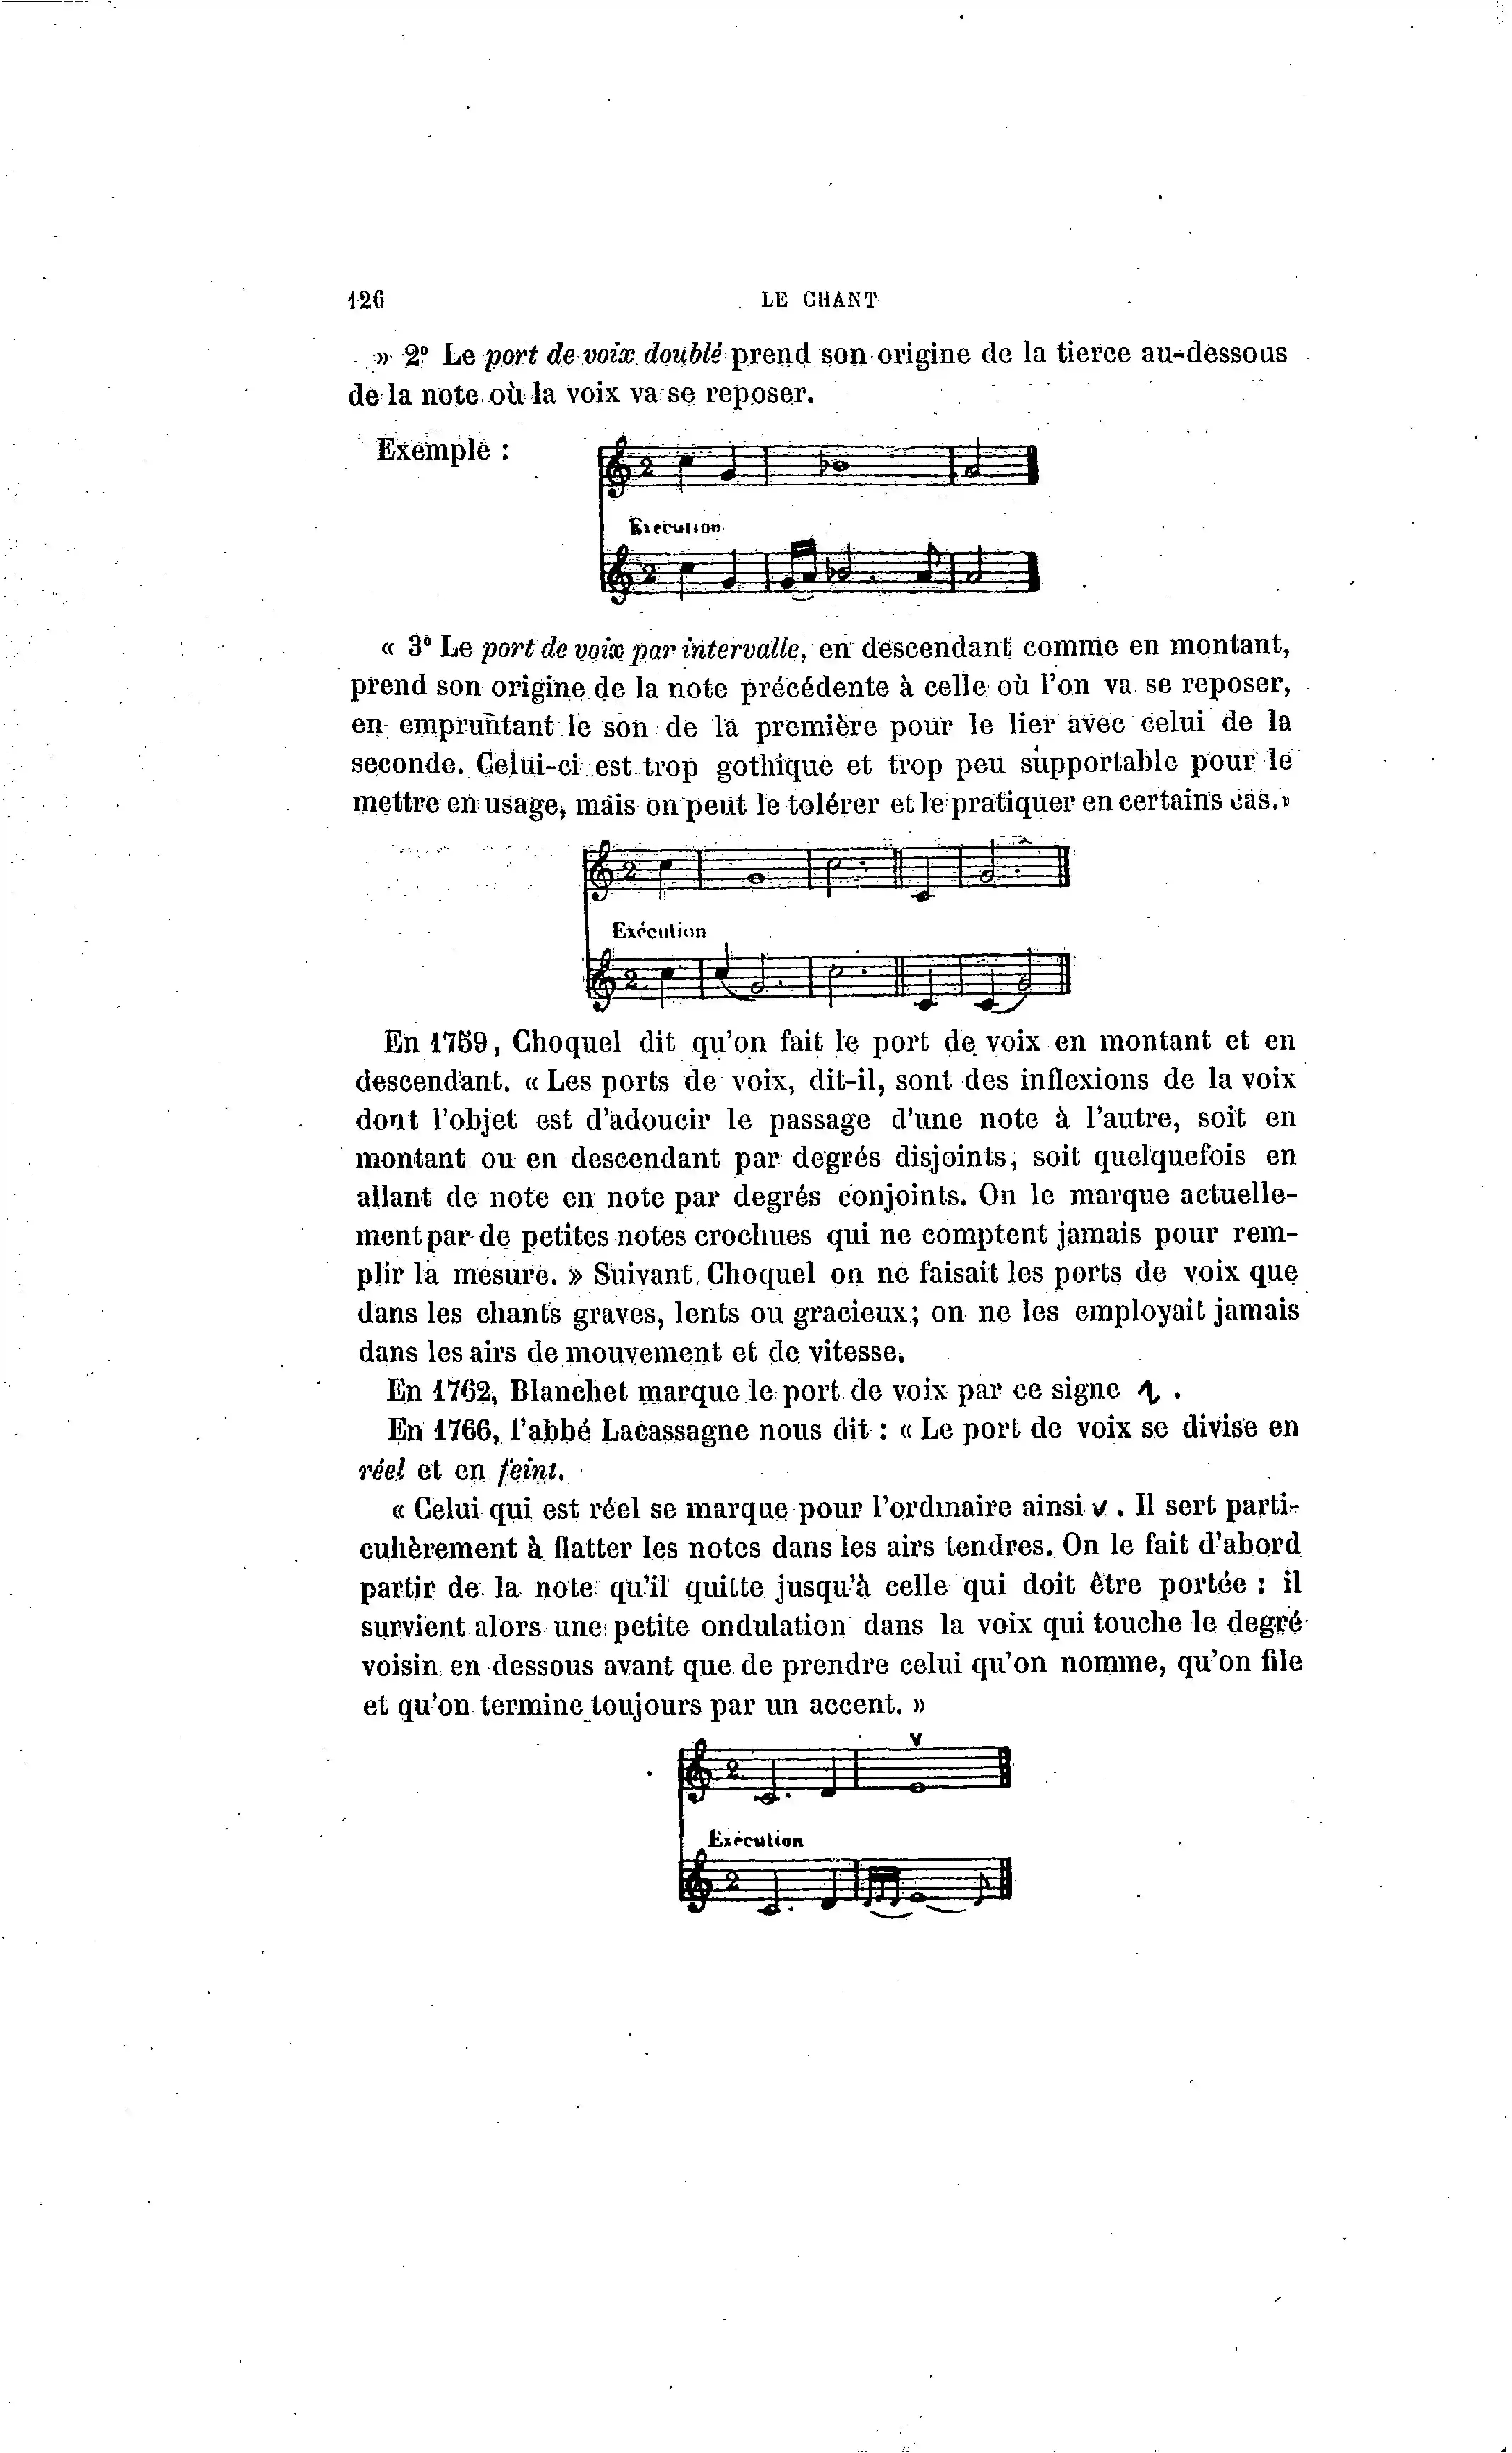 126
LE CHANT
» 2º Le port de voix doublé prend son origine de la tierce au-dessous
de la note où la voix va se reposer.
Exemple :
Execution
« 3º Le port de voix par intervalle, en descendant comme en montant,
prend son origine de la note précédente à celle où l'on va se reposer,
en empruntant le son de la première pour le lier avec celui de la
seconde. Celui-ci est trop gothique et trop peu supportable pour le
mettre en usage, mais on peut le tolérer et le pratiquer en certains cas. »
Exécution
En 1759, Choquel dit qu'on fait le port de voix en montant et en
descendant. « Les ports de voix, dit-il, sont des inflexions de la voix
dont l'objet est d'adoucir le passage d'une note à l'autre, soit en
montant ou en descendant par degrés disjoints, soit quelquefois en
allant de note en note par degrés conjoints. On le marque actuelle-
ment par de petites notes crochues qui ne comptent jamais pour rem-
plir la mesure. » Suivant Choquel on ne faisait les ports de voix que
dans les chants graves, lents ou gracieux; on ne les employait jamais
dans les airs de mouvement et de vitesse.
En 1762, Blanchet marque le port de voix par ce signe .
En 1766, l'abbé Lacassagne nous dit : « Le port de voix se divise en
réel et en feint.
« Celui qui est réel se marque pour l'ordinaire ainsi v . Il sert parti-
culièrement à flatter les notes dans les airs tendres. On le fait d'abord
partir de la note qu'il quitte jusqu'à celle qui doit être portée : il
survient alors une petite ondulation dans la voix qui touche le degré
voisin en dessous avant que de prendre celui qu'on nomme, qu'on file
et qu'on termine toujours par un accent. »
v
Exécution